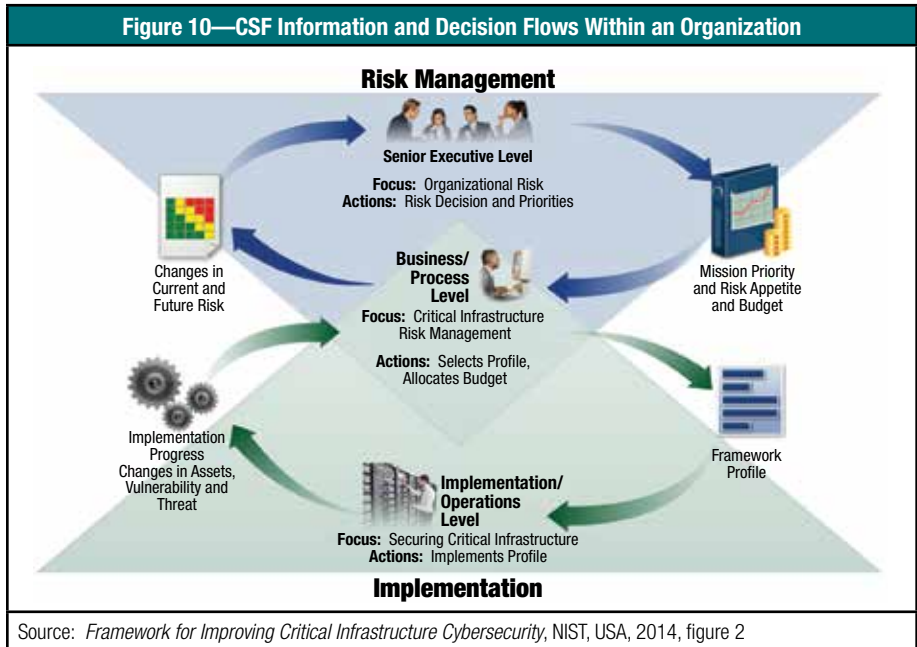 Figure 10—CSF Information and Decision Flows Within an Organization
Risk Management
Senior Executive Level
Focus: Organizational Risk
Actions: Risk Decision and Priorities
Changes in
Current and
Future Risk
Mission Priority
and Risk Appetite
and Budget
Business/
Process
Level
Focus: Critical Infrastructure
Risk Management
Actions: Selects Profile,
Allocates Budget
Implementation
Progress
Changes in Assets,
Vulnerability and
Threat
Framework
Profile
Implementation/
Operations
Level
Focus: Securing Critical Infrastructure
Actions: Implements Profile
Implementation
Source: Framework for Improving Critical Infrastructure Cybersecurity, NIST, USA, 2014, figure 2